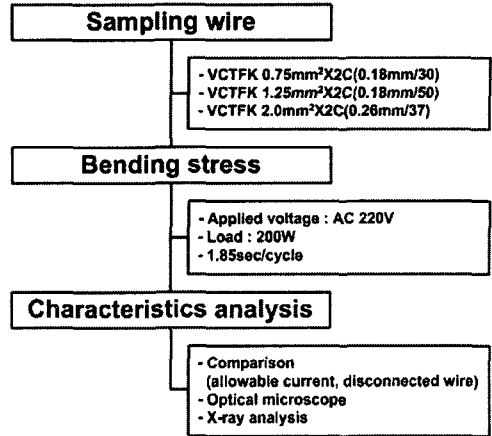 Sampling wire
- VCTFK 0.75mm²X2C(0.18mm/30)
- VCTFK 1.25mm²X2C(0.18mm/50)
- VCTFK 2.0mm²X2C(0.26mm/37)
Bending stress
- Applied voltage : AC 220V
- Load : 200W
- 1.85sec/cycle
Characteristics analysis
- Comparison
(allowable current, disconnected wire)
- Optical microscope
- X-ray analysis